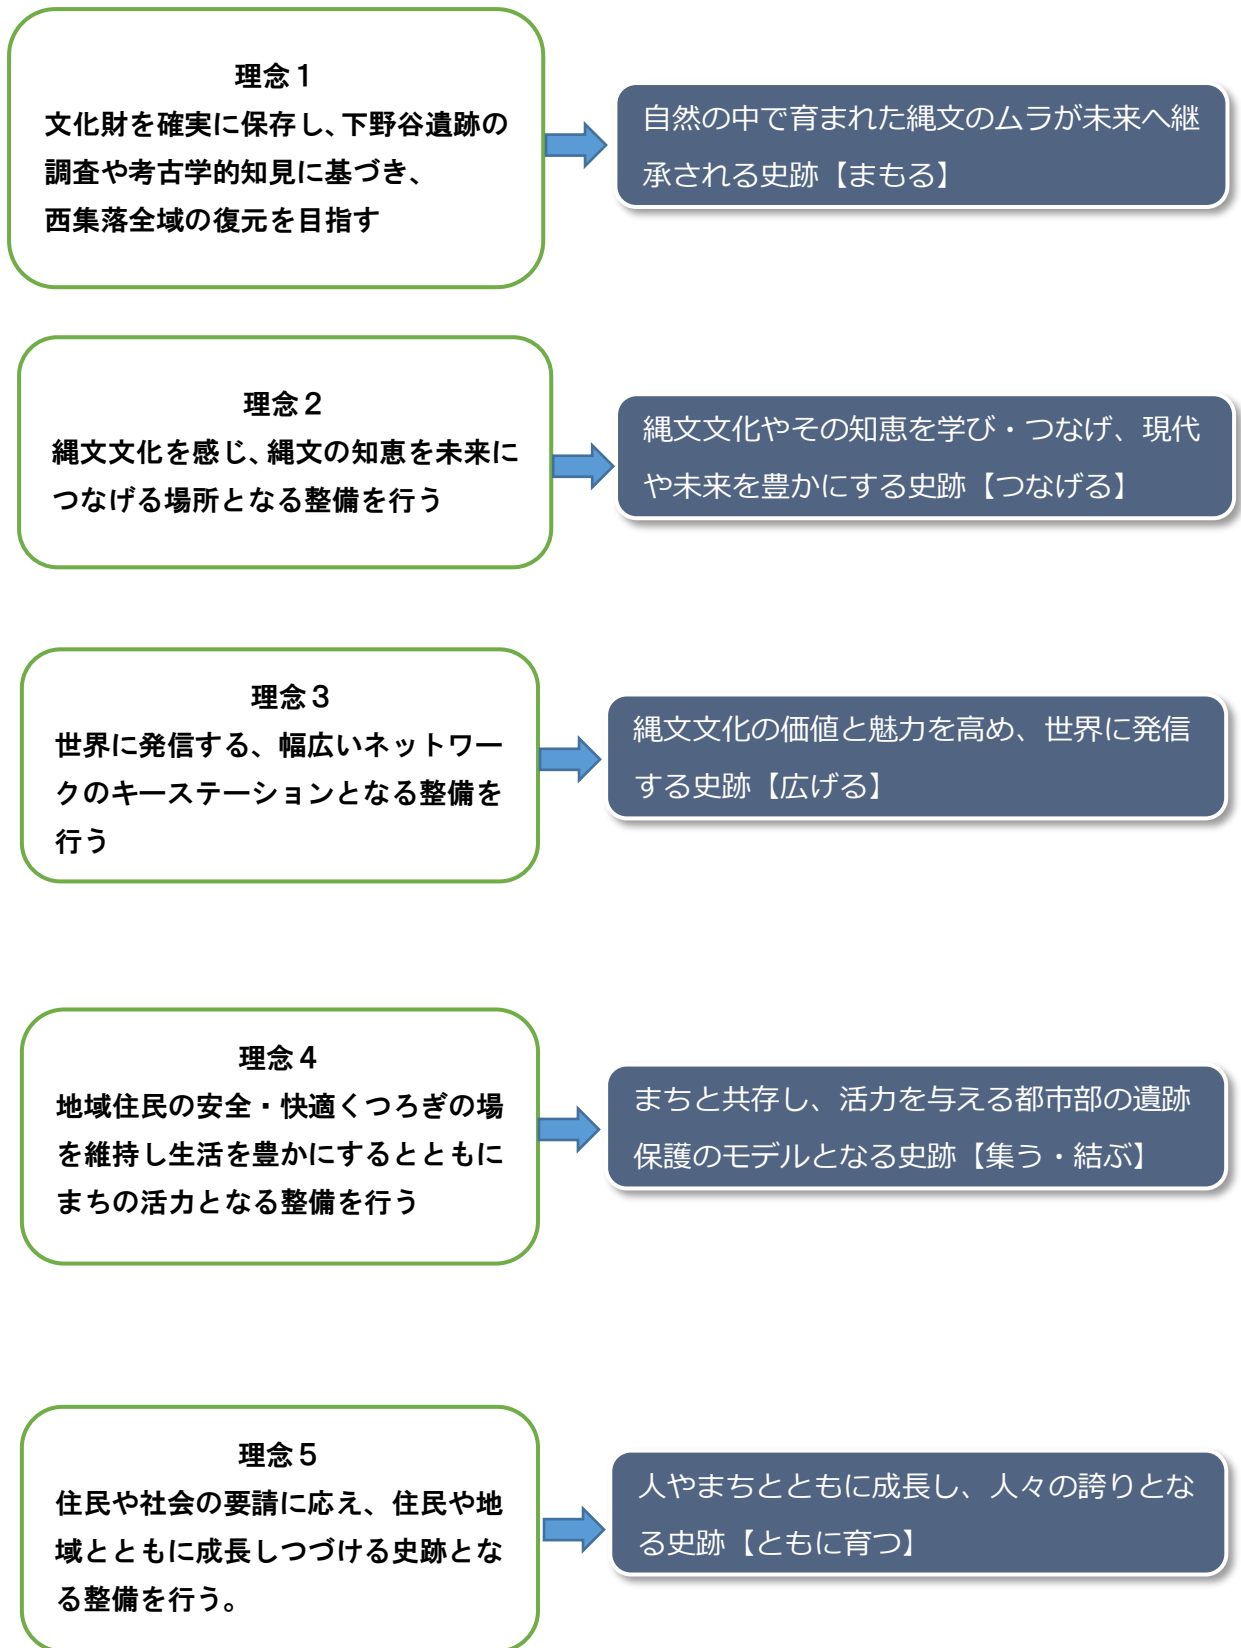 理念１
文化財を確実に保存し、下野谷遺跡の
調査や考古学的知見に基づき、
西集落全域の復元を目指す
自然の中で育まれた縄文のムラが未来へ継
承される史跡【まもる】
理念２
縄文文化を感じ、縄文の知恵を未来に
つなげる場所となる整備を行う
縄文文化やその知恵を学び・つなげ、現代
や未来を豊かにする史跡【つなげる】
理念３
世界に発信する、幅広いネットワー
クのキーステーションとなる整備を
行う
縄文文化の価値と魅力を高め、世界に発信
する史跡【広げる】
理念４
地域住民の安全・快適くつろぎの場
を維持し生活を豊かにするとともに
まちの活力となる整備を行う
まちと共存し、活力を与える都市部の遺跡
保護のモデルとなる史跡【集う・結ぶ】
理念５
住民や社会の要請に応え、住民や地
域とともに成長しつづける史跡とな
る整備を行う。
人やまちとともに成長し、人々の誇りとな
る史跡【ともに育つ】